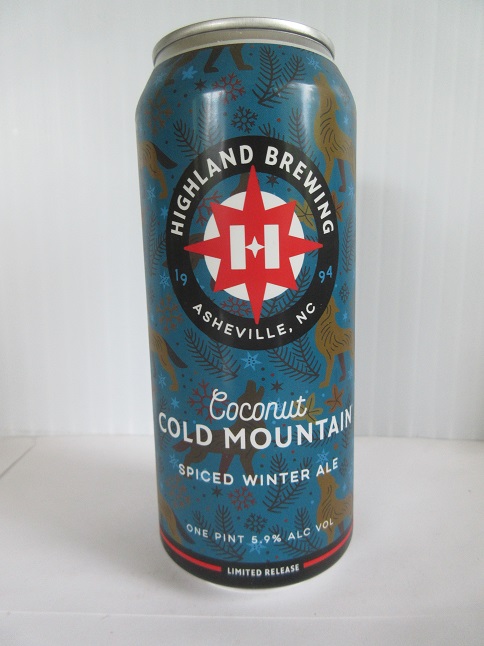 HIGHLAND BREWING
H
19 94
ASHEVILLE, NC
Coconut
COLD MOUNTAIN
SPICED WINTER ALE
ONE PINT 5.9% ALC VOL
LIMITED RELEASE